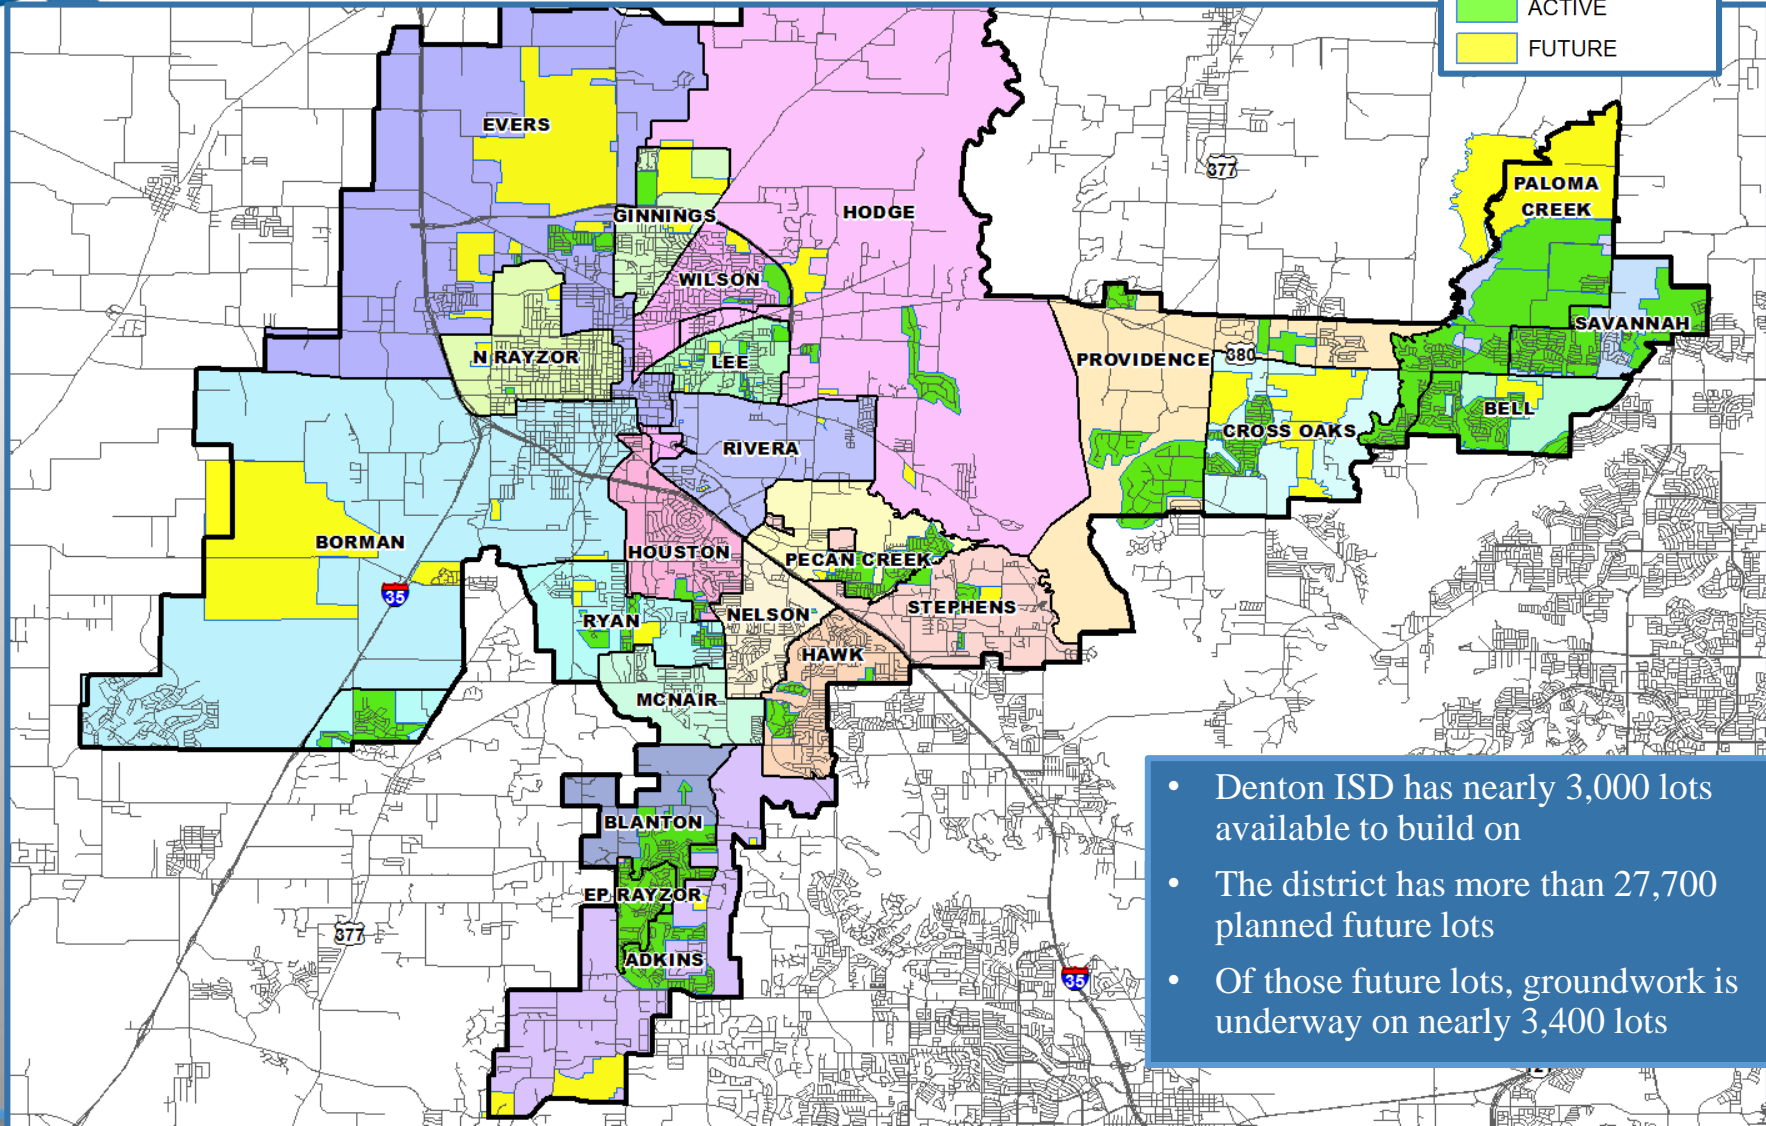 ACTIVE
FUTURE
EVERS
377
PALOMA
CREEK
GINNINGS
HODGE
WILSON
SAVANNAH
N RAYZOR
LEE
PROVIDENCE
380
BELL
CROSS OAKS
RIVERA
BORMAN
HOUSTON
PECAN CREEK
35
RYAN
NELSON
STEPHENS
HAWK
MCNAIR
BLANTON
EP RAYZOR
377
ADKINS
35
• Denton ISD has nearly 3,000 lots
available to build on
• The district has more than 27,700
planned future lots
• Of those future lots, groundwork is
underway on nearly 3,400 lots